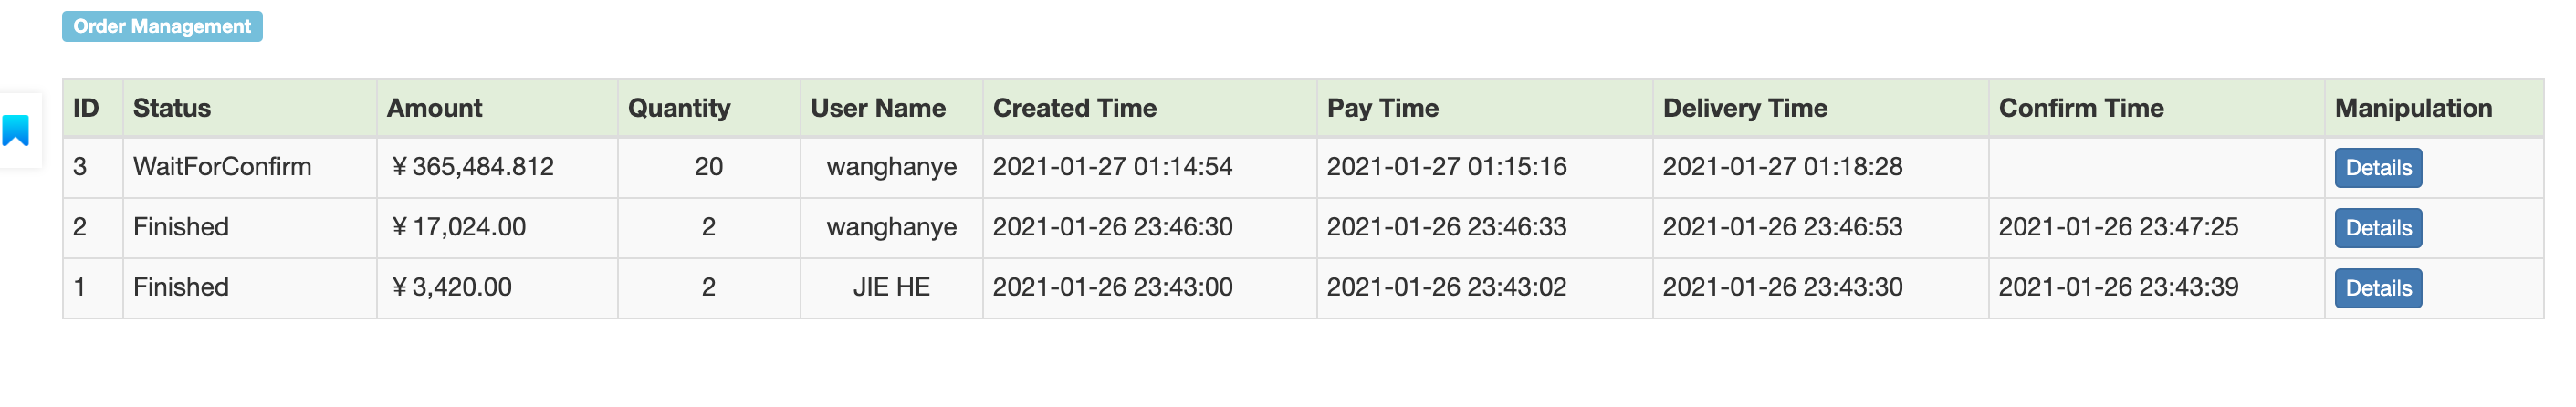 Order Management
ID Status Amount Quantity User Name Created Time Pay Time Delivery Time Confirm Time Manipulation
3 WaitForConfirm ¥ 365,484.812 20 wanghanye 2021-01-27 01:14:54 2021-01-27 01:15:16 2021-01-27 01:18:28 Details
2 Finished ¥ 17,024.00 2 wanghanye 2021-01-26 23:46:30 2021-01-26 23:46:33 2021-01-26 23:46:53 2021-01-26 23:47:25 Details
1 Finished ¥ 3,420.00 2 JIE HE 2021-01-26 23:43:00 2021-01-26 23:43:02 2021-01-26 23:43:30 2021-01-26 23:43:39 Details